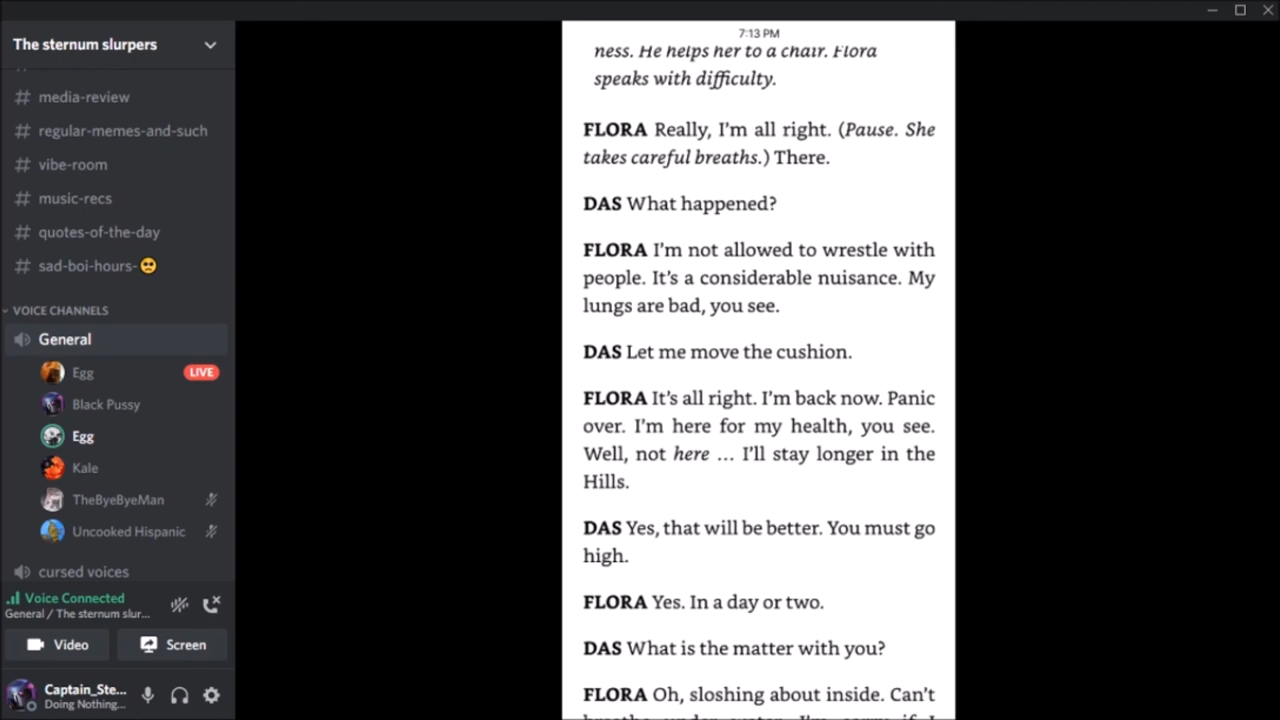 The sternum slurpers
# media-review
# regular-memes-and-such
# vibe-room
# music-recs
# quotes-of-the-day
# sad-boi-hours-🥺
VOICE CHANNELS
General
Egg LIVE
Black Pussy
Egg
Kale
TheByeByeMan
Uncooked Hispanic
cursed voices
Voice Connected
General / The sternum slur...
Video Screen
Captain_Ste...
Doing Nothing...
7:13 PM
ness. He helps her to a chair. Flora
speaks with difficulty.
FLORA Really, I'm all right. (Pause. She
takes careful breaths.) There.
DAS What happened?
FLORA I'm not allowed to wrestle with
people. It's a considerable nuisance. My
lungs are bad, you see.
DAS Let me move the cushion.
FLORA It's all right. I'm back now. Panic
over. I'm here for my health, you see.
Well, not here ... I'll stay longer in the
Hills.
DAS Yes, that will be better. You must go
high.
FLORA Yes. In a day or two.
DAS What is the matter with you?
FLORA Oh, sloshing about inside. Can't